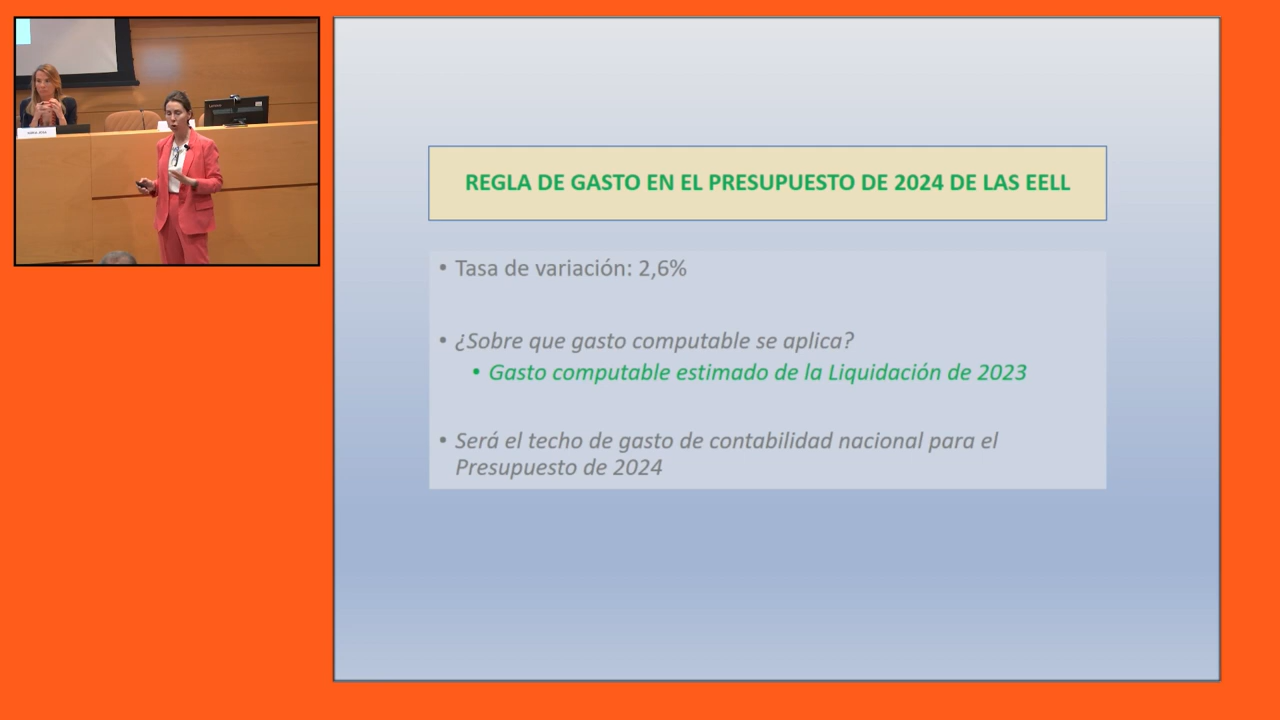 REGLA DE GASTO EN EL PRESUPUESTO DE 2024 DE LAS EELL
• Tasa de variación: 2,6%
• ¿Sobre que gasto computable se aplica?
• Gasto computable estimado de la Liquidación de 2023
• Será el techo de gasto de contabilidad nacional para el
Presupuesto de 2024